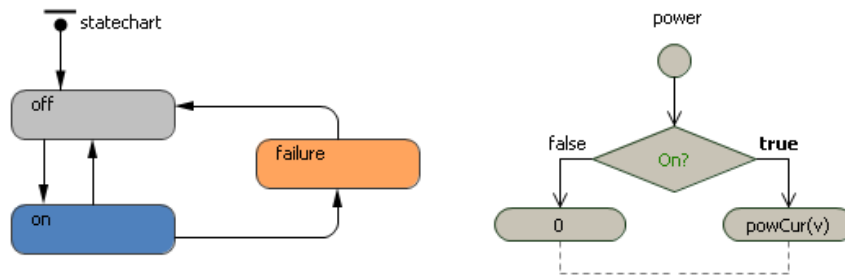 statechart
off
failure
on
power
false
true
On?
0
powCur(v)